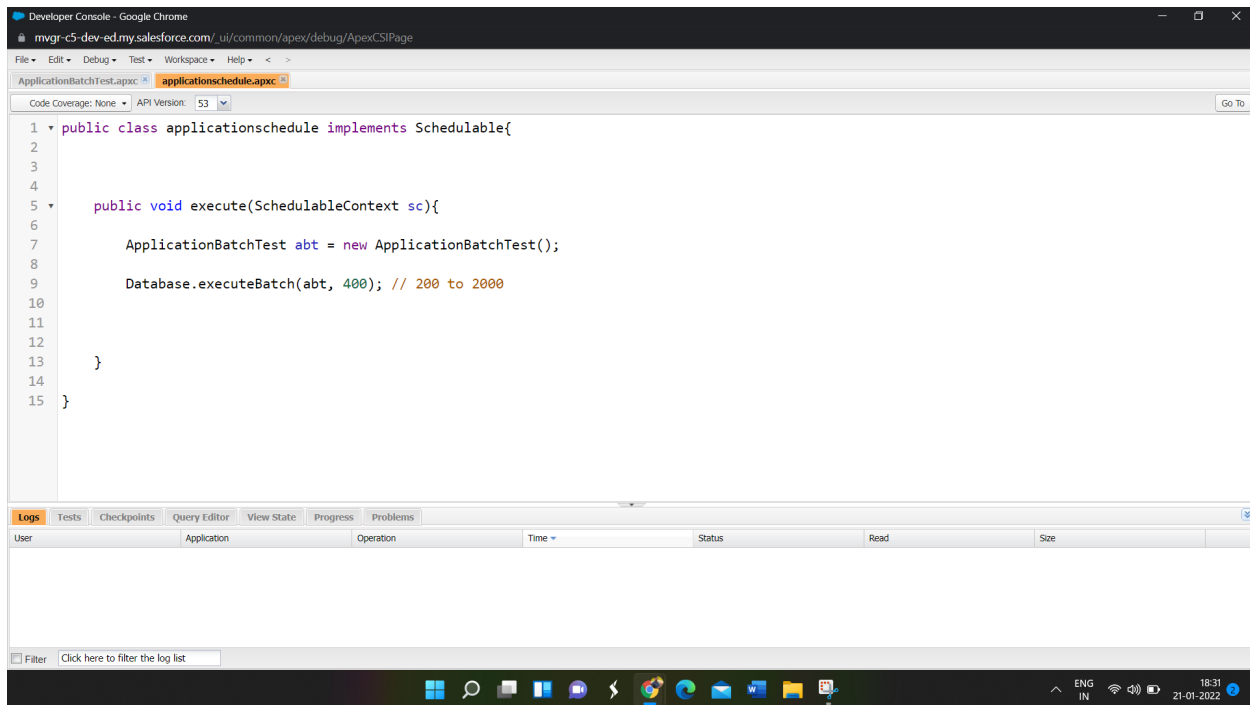 Developer Console - Google Chrome
mvgr-c5-dev-ed.my.salesforce.com/_ui/common/apex/debug/ApexCSIPage
File Edit Debug Test Workspace Help < >
ApplicationBatchTest.apxc applicationschedule.apxc
Code Coverage: None API Version: 53 Go To
1 public class applicationschedule implements Schedulable{
2
3
4
5 public void execute(SchedulableContext sc){
6
7 ApplicationBatchTest abt = new ApplicationBatchTest();
8
9 Database.executeBatch(abt, 400); // 200 to 2000
10
11
12
13 }
14
15 }
Logs Tests Checkpoints Query Editor View State Progress Problems
User Application Operation Time Status Read Size
Filter Click here to filter the log list
ENG 18:31
IN 21-01-2022 2